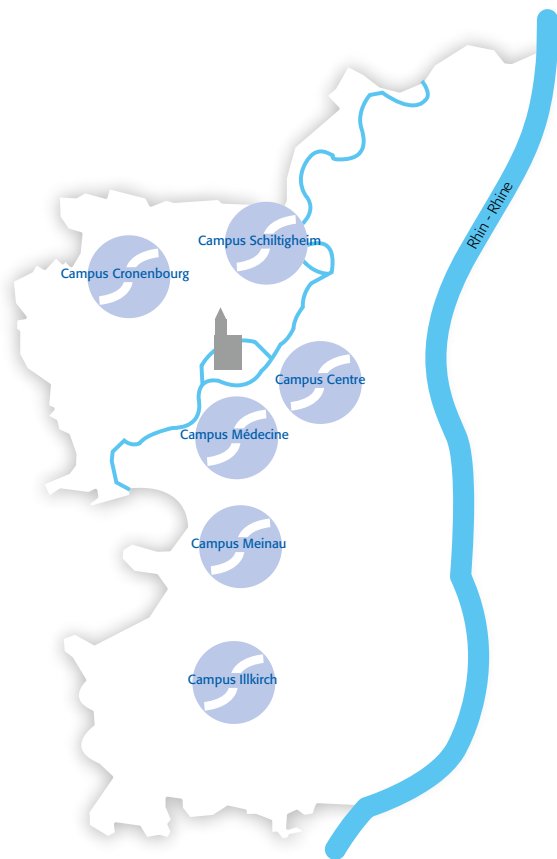 Rhin - Rhine
Campus Schiltigheim
Campus Cronenbourg
Campus Centre
Campus Médecine
Campus Meinau
Campus Illkirch